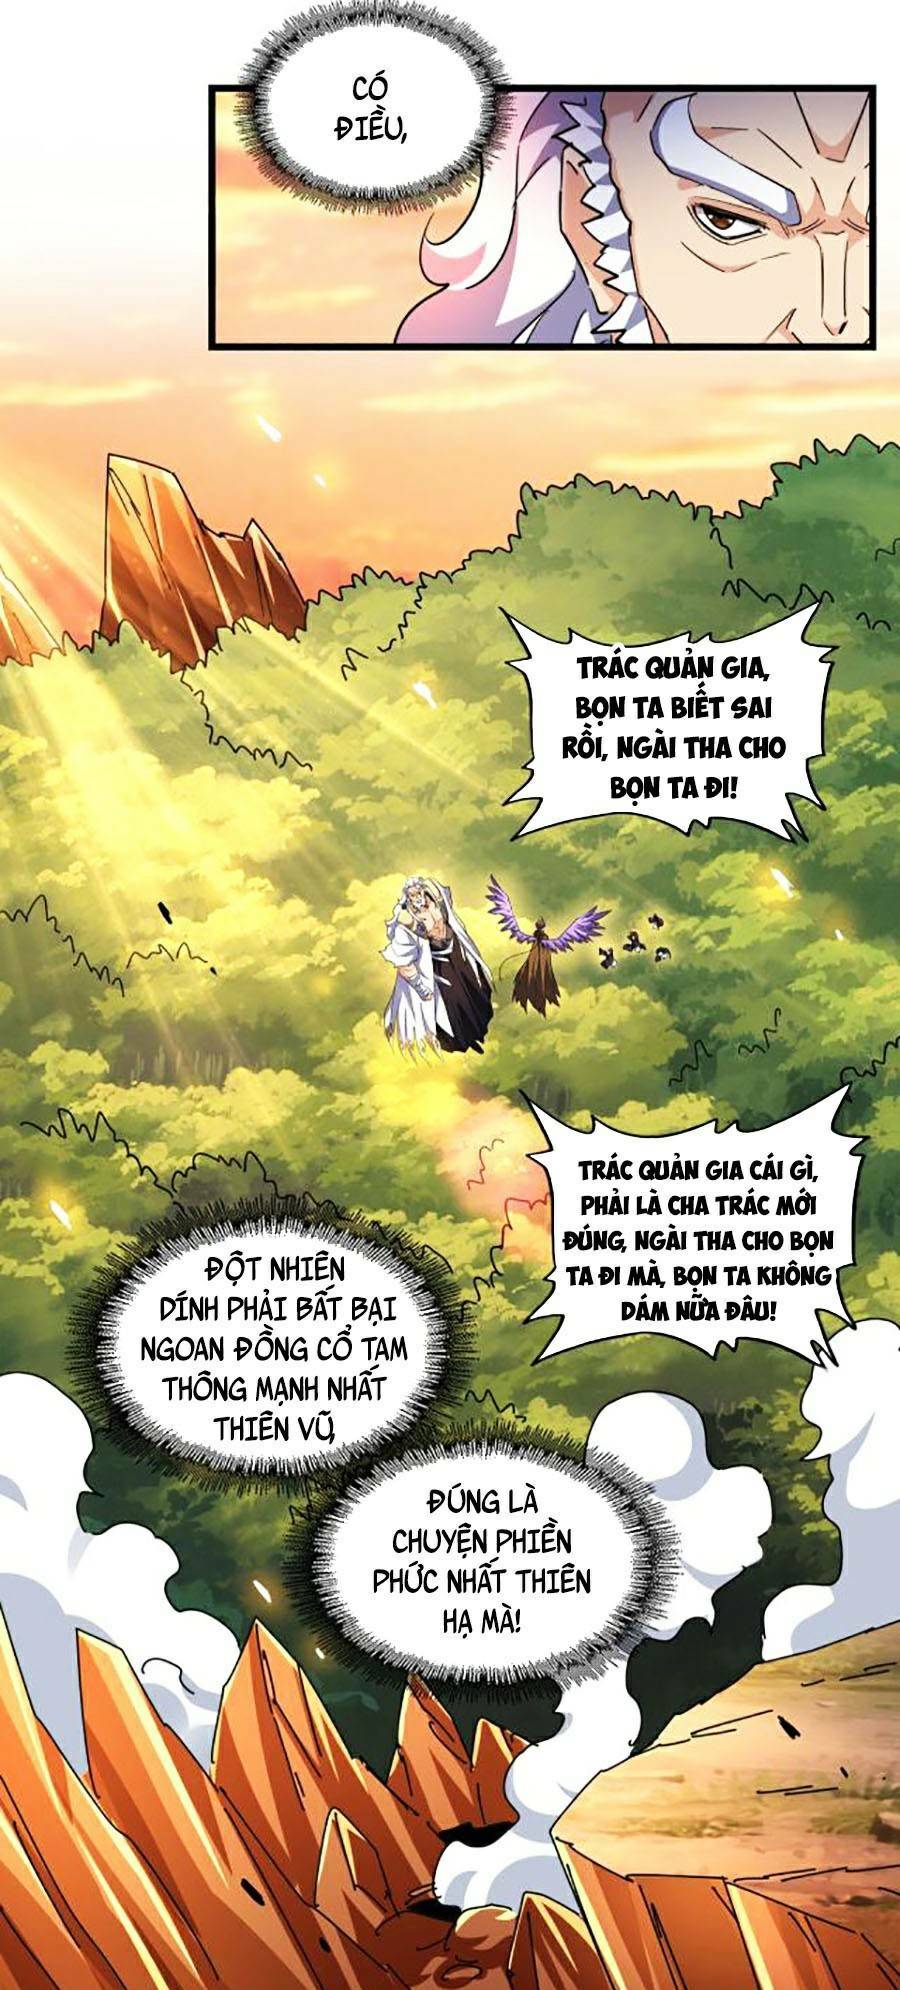 CÓ
ĐIỀU,
TRÁC QUẢN GIA,
BỌN TA BIẾT SAI
RỒI, NGÀI THA CHO
BỌN TA ĐI!
TRÁC QUẢN GIA CÁI GÌ,
PHẢI LÀ CHA TRÁC MỚI
ĐÚNG, NGÀI THA CHO BỌN
TA ĐI MÀ, BỌN TA KHÔNG
DÁM NỮA ĐÂU!
ĐỘT NHIÊN
DÍNH PHẢI BẤT BẠI
NGOAN ĐỒNG CỔ TAM
THÔNG MẠNH NHẤT
THIÊN VŨ,
ĐÚNG LÀ
CHUYỆN PHIỀN
PHỨC NHẤT THIÊN
HẠ MÀ!